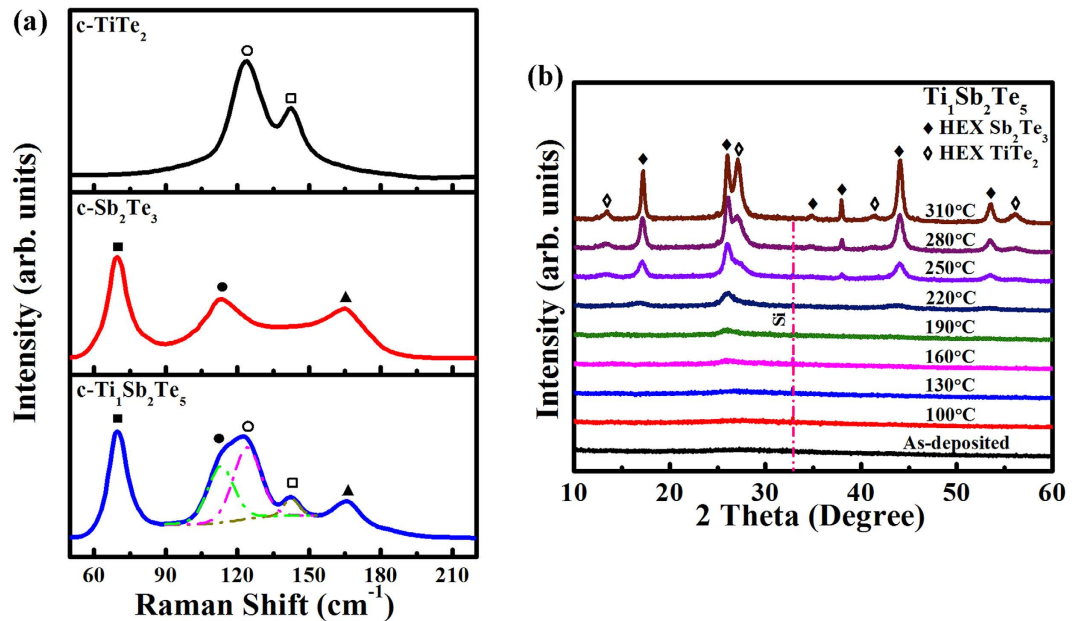 (a)
c-TiTe₂
c-Sb₂Te₃
c-Ti₁Sb₂Te₅
Intensity (arb. units)
60 90 120 150 180 210
Raman Shift (cm⁻¹)
(b)
Ti₁Sb₂Te₅
◆ HEX Sb₂Te₃
◇ HEX TiTe₂
310°C
280°C
250°C
220°C
Si
190°C
160°C
130°C
100°C
As-deposited
Intensity (arb. units)
10 20 30 40 50 60
2 Theta (Degree)